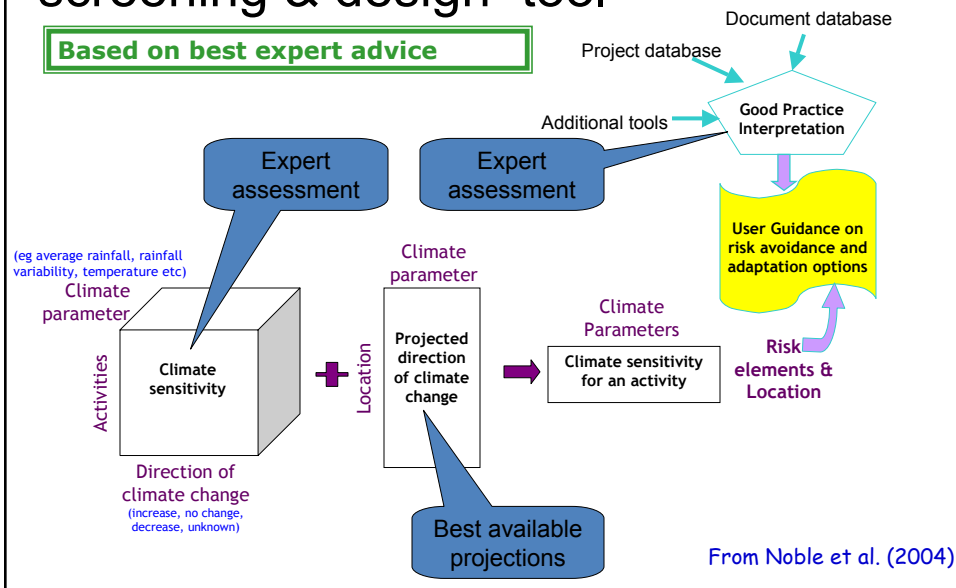 screening & design tool
Based on best expert advice
Document database
Project database
Additional tools
Good Practice
Interpretation
Expert
assessment
Expert
assessment
User Guidance on
risk avoidance and
adaptation options
(eg average rainfall, rainfall
variability, temperature etc)
Climate
parameter
Activities
Climate
sensitivity
Direction of
climate change
(increase, no change,
decrease, unknown)
Climate
parameter
Location
Projected
direction
of climate
change
Climate
Parameters
Climate sensitivity
for an activity
Risk
elements &
Location
Best available
projections
From Noble et al. (2004)